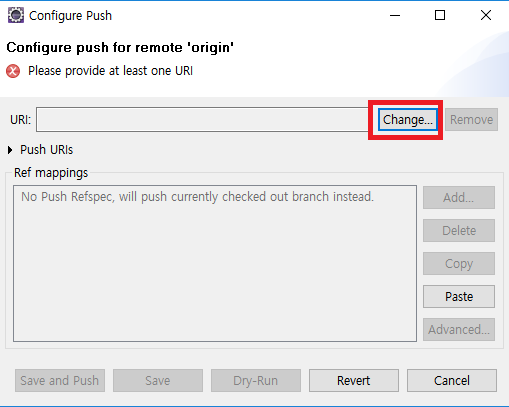 Configure Push
Configure push for remote 'origin'
Please provide at least one URI
URI: Change... Remove
Push URIs
Ref mappings
No Push Refspec, will push currently checked out branch instead.
Add...
Delete
Copy
Paste
Advanced...
Save and Push Save Dry-Run Revert Cancel